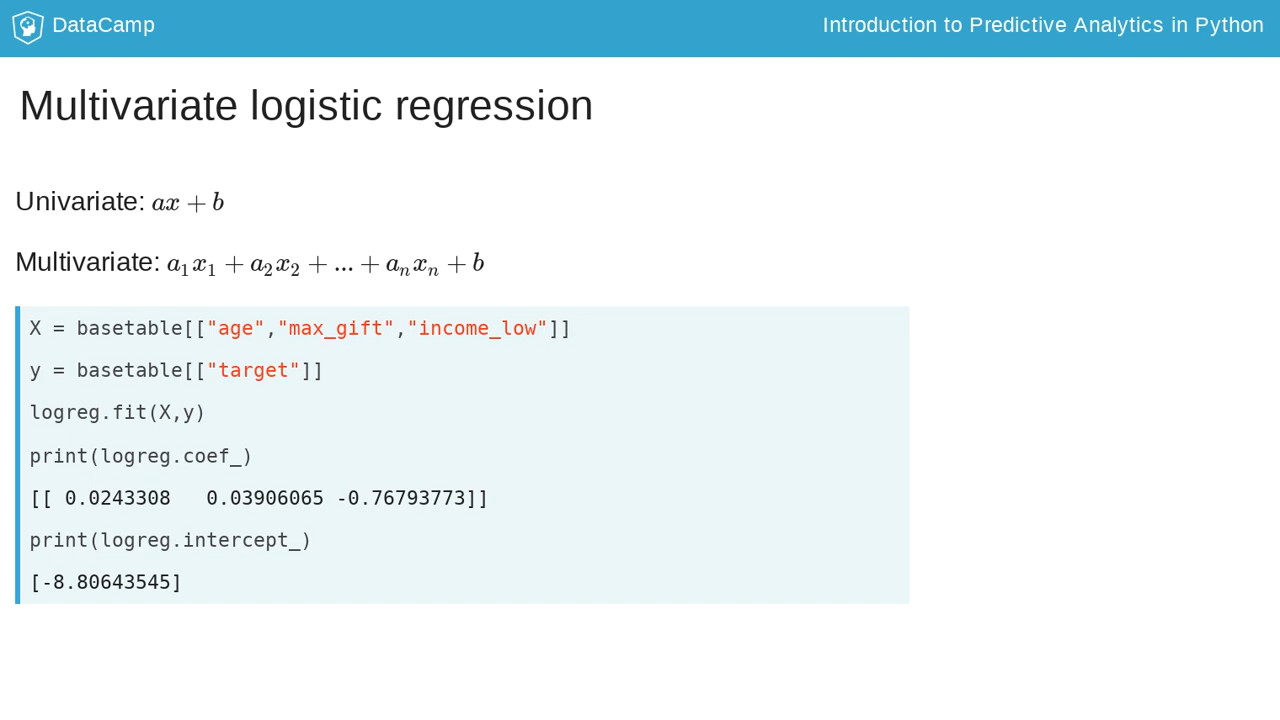 DataCamp
Introduction to Predictive Analytics in Python
Multivariate logistic regression
Univariate: ax + b
Multivariate: a₁x₁ + a₂x₂ + ... + aₙxₙ + b
X = basetable[["age","max_gift","income_low"]]
y = basetable[["target"]]
logreg.fit(X,y)
print(logreg.coef_)
[[ 0.0243308   0.03906065 -0.76793773]]
print(logreg.intercept_)
[-8.80643545]